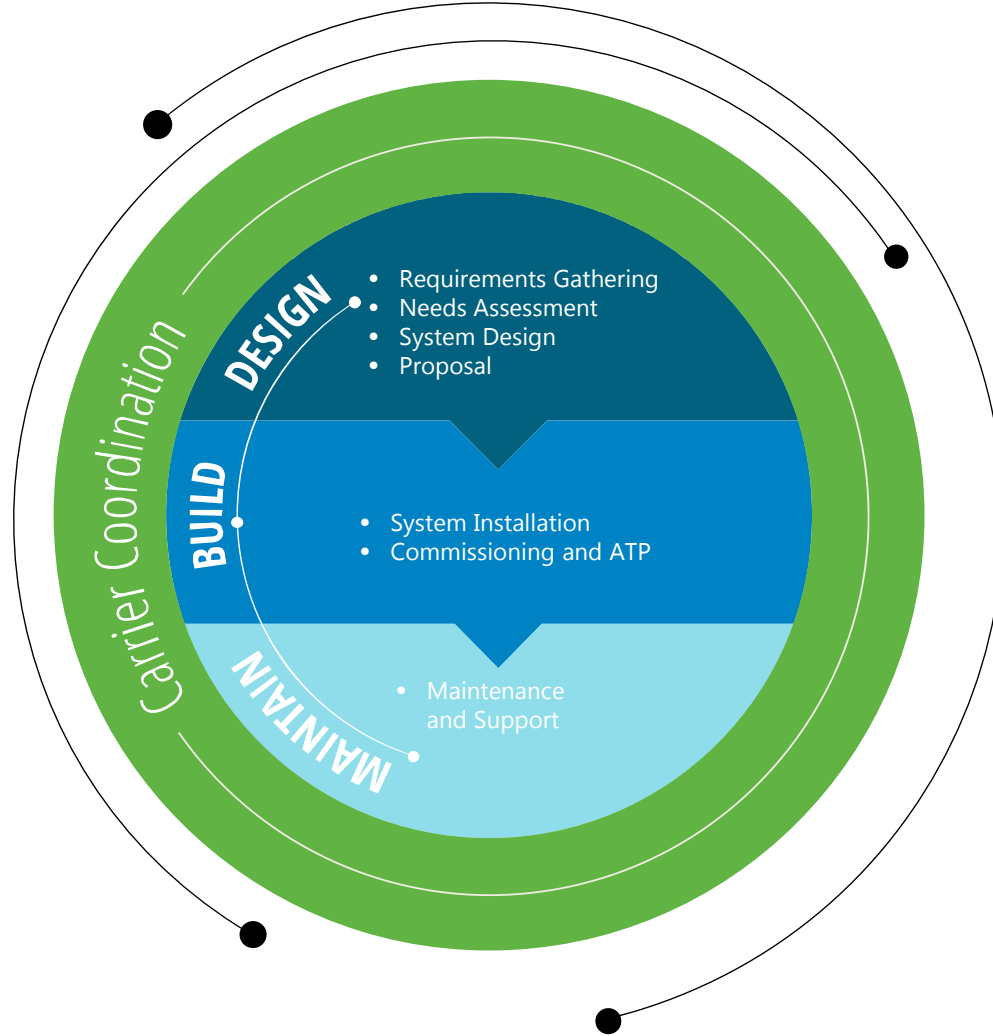 Carrier Coordination
DESIGN
• Requirements Gathering
• Needs Assessment
• System Design
• Proposal
BUILD
• System Installation
• Commissioning and ATP
MAINTAIN
• Maintenance
and Support